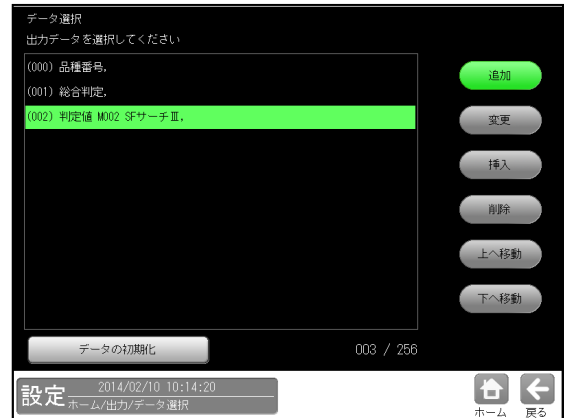 データ選択
出力データを選択してください
(000) 品種番号,
(001) 総合判定,
(002) 判定値 M002 SFサーチⅢ,
追加
変更
挿入
削除
上へ移動
下へ移動
データの初期化
003 / 256
設定
2014/02/10 10:14:20
ホーム/出力/データ選択
ホーム
戻る